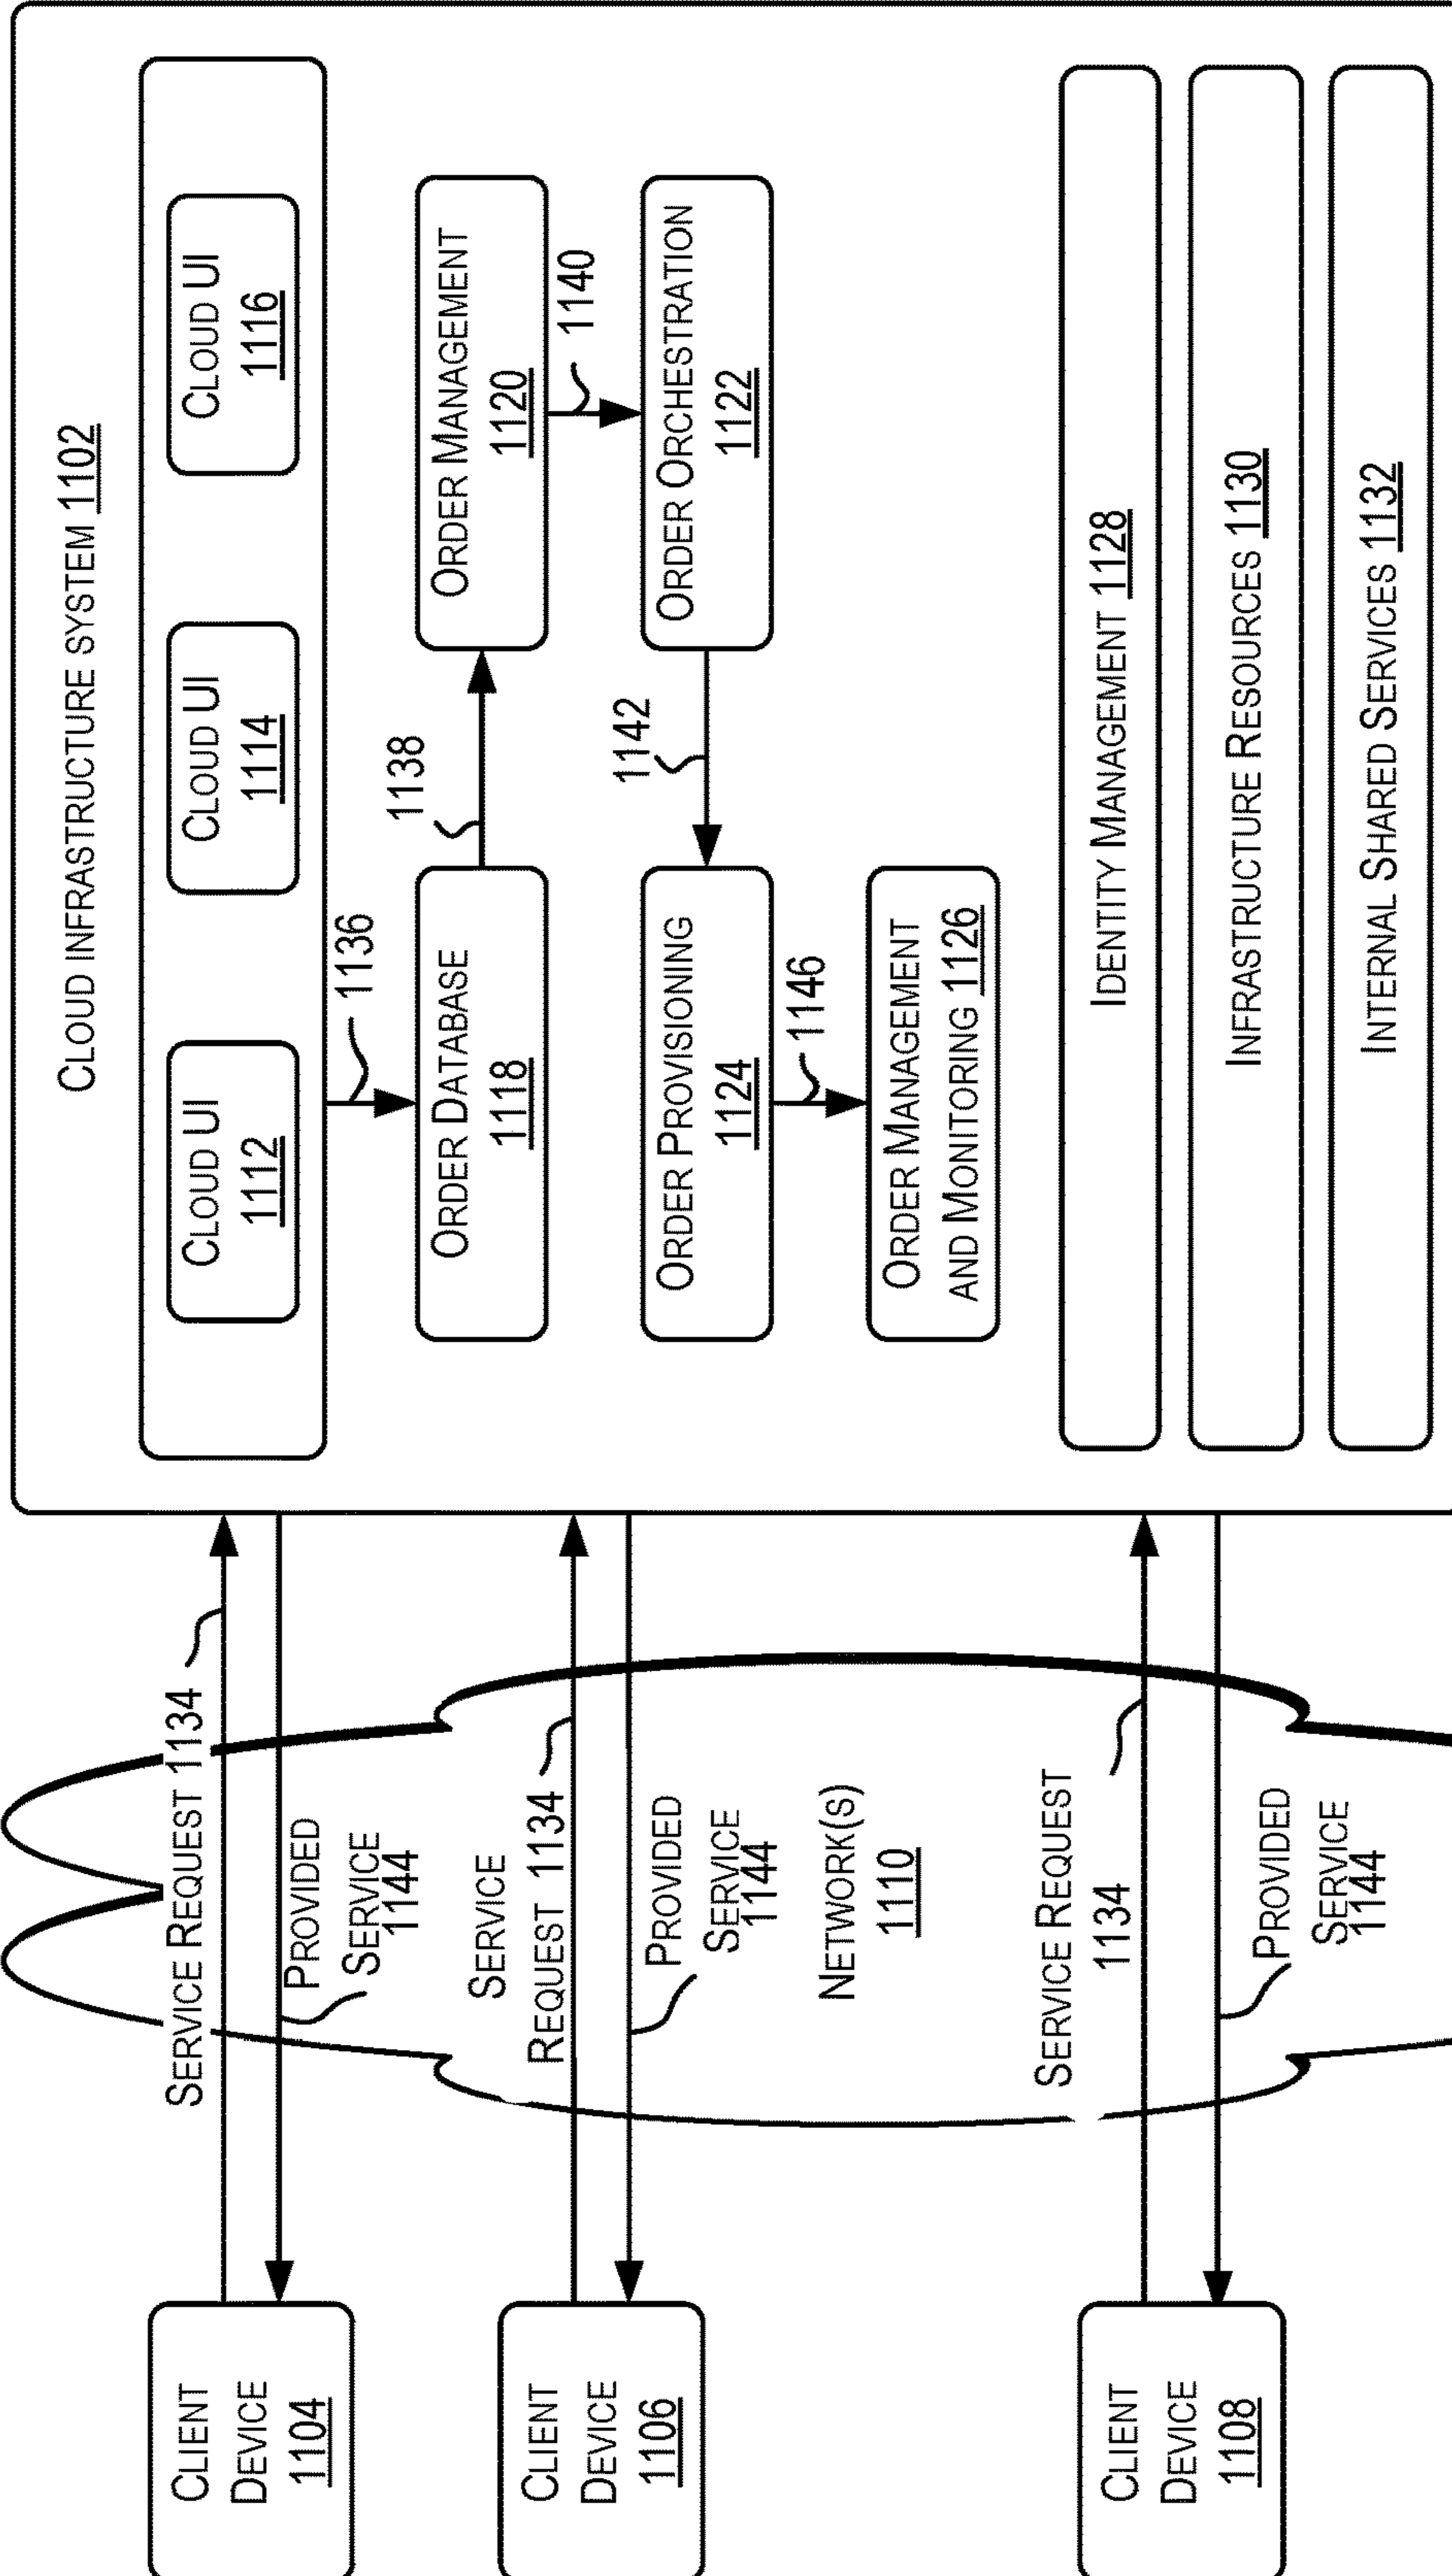 CLIENT
DEVICE
1104
CLIENT
DEVICE
1106
CLIENT
DEVICE
1108
SERVICE REQUEST 1134
PROVIDED
SERVICE
1144
SERVICE
REQUEST 1134
PROVIDED
SERVICE
1144
NETWORK(S)
1110
SERVICE REQUEST
1134
PROVIDED
SERVICE
1144
CLOUD INFRASTRUCTURE SYSTEM 1102
CLOUD UI
1112
CLOUD UI
1114
CLOUD UI
1116
1136
ORDER DATABASE
1118
1138
ORDER MANAGEMENT
1120
1140
ORDER PROVISIONING
1124
1142
ORDER ORCHESTRATION
1122
1146
ORDER MANAGEMENT
AND MONITORING 1126
IDENTITY MANAGEMENT 1128
INFRASTRUCTURE RESOURCES 1130
INTERNAL SHARED SERVICES 1132